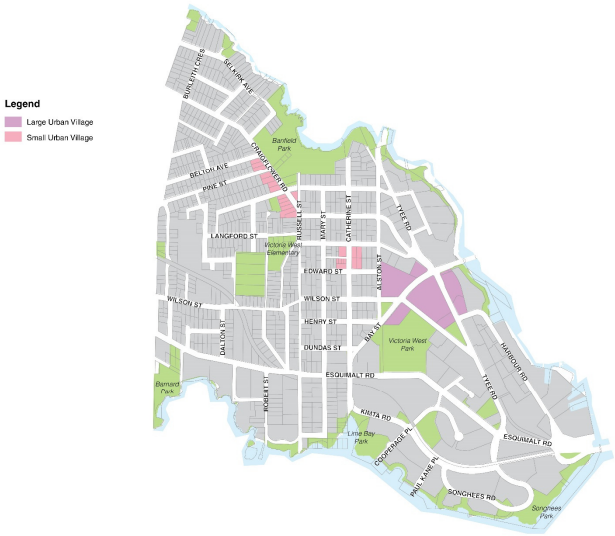 BURLEITH CRES
SELKIRK AVE
Legend
Large Urban Village
Small Urban Village
Banfield
Park
CRAIGFLOWER RD
BELTON AVE
PINE ST
RUSSELL ST
MARY ST
CATHERINE ST
TYEE RD
LANGFORD ST
Victoria West
Elementary
ALSTON ST
EDWARD ST
WILSON ST
WILSON ST
HENRY ST
BAY ST
DALTON ST
DUNDAS ST
Victoria West
Park
HARBOUR RD
ESQUIMALT RD
TYEE RD
Barnard
Park
ROBERT ST
KIMTA RD
Lime Bay
Park
COOPERAGE PL
ESQUIMALT RD
PAUL KANE PL
SONGHEES RD
Songhees
Park